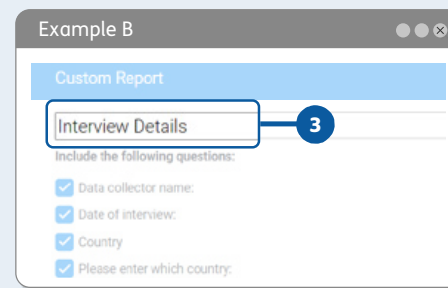 Example B
Custom Report
Interview Details
3
Include the following questions:
Data collector name:
Date of interview:
Country
Please enter which country: